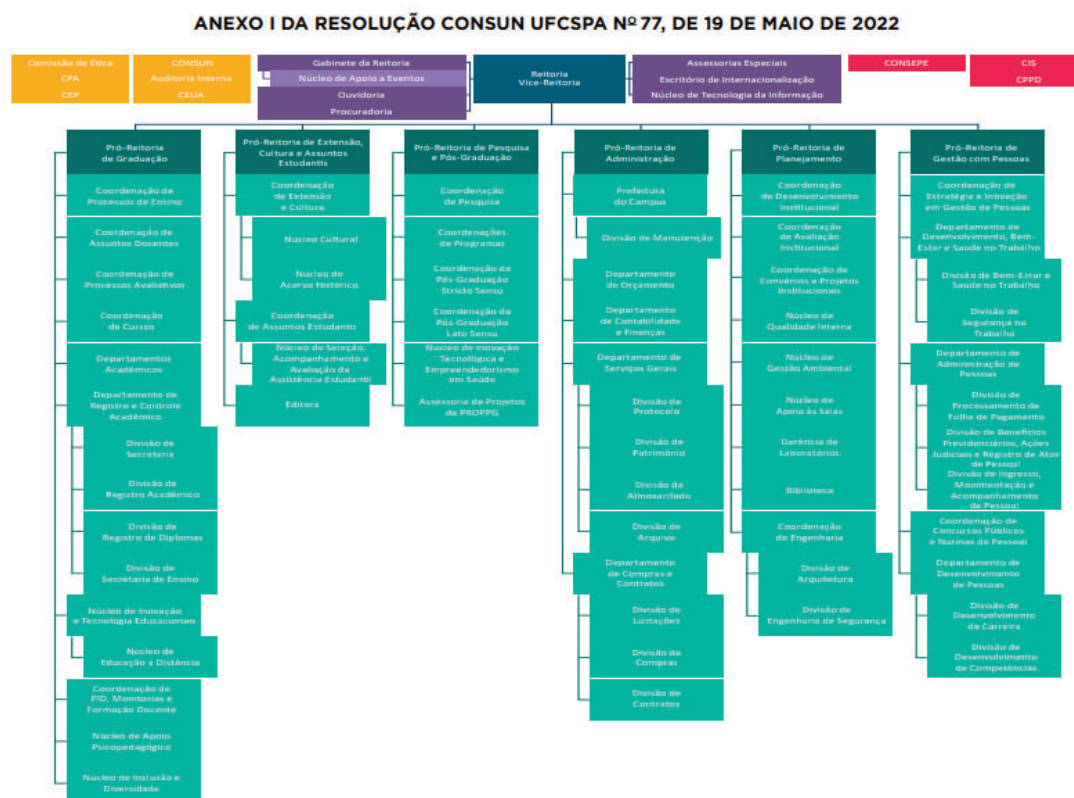 ANEXO I DA RESOLUÇÃO CONSUN UFCSPA Nº 77, DE 19 DE MAIO DE 2022
Comissão de Ética
CPA
CEP
CONSUN
Auditoria Interna
CEUA
Gabinete da Reitoria
Núcleo de Apoio a Eventos
Ouvidoria
Procuradoria
Reitoria
Vice-Reitoria
Assessorias Especiais
Escritório de Internacionalização
Núcleo de Tecnologia da Informação
CONSEPE
CIS
CPPD
Pró-Reitoria
de Graduação
Coordenação de
Processos de Ensino
Coordenação de
Assuntos Docentes
Coordenação de
Processos Avaliativos
Coordenação
de Cursos
Departamentos
Acadêmicos
Departamento de
Registro e Controle
Acadêmico
Divisão de
Secretaria
Divisão de
Registro Acadêmico
Divisão de
Registro de Diplomas
Divisão de
Secretaria de Ensino
Núcleo de Inovação
e Tecnologia Educacional
Núcleo de
Educação a Distância
Coordenação de
PID, Monitorias e
Formação Docente
Núcleo de Apoio
Psicopedagógico
Núcleo de Inclusão e
Diversidade
Pró-Reitoria de Extensão,
Cultura e Assuntos
Estudantis
Coordenação
de Extensão
e Cultura
Núcleo Cultural
Núcleo de
Acervo Histórico
Coordenação
de Assuntos Estudantis
Núcleo de Seleção,
Acompanhamento e
Avaliação da
Assistência Estudantil
Editora
Pró-Reitoria de Pesquisa
e Pós-Graduação
Coordenação
de Pesquisa
Coordenações
de Programas
Coordenação da
Pós-Graduação
Stricto Sensu
Coordenação da
Pós-Graduação
Lato Sensu
Núcleo de Inovação
Tecnológica e
Empreendedorismo
em Saúde
Assessoria de Projetos
da PROPPG
Pró-Reitoria
de Administração
Prefeitura
do Campus
Divisão de Manutenção
Departamento
de Orçamento
Departamento
de Contabilidade
e Finanças
Departamento de
Serviços Gerais
Divisão de
Protocolo
Divisão de
Patrimônio
Divisão de
Almoxarifado
Divisão de
Arquivo
Departamento
de Compras e
Contratos
Divisão de
Licitações
Divisão de
Compras
Divisão de
Contratos
Pró-Reitoria de
Planejamento
Coordenação
de Desenvolvimento
Institucional
Coordenação
de Avaliação
Institucional
Coordenação de
Convênios e Projetos
Institucionais
Núcleo de
Qualidade Interna
Núcleo de
Gestão Ambiental
Núcleo de
Apoio às Salas
Gerência de
Laboratórios
Biblioteca
Coordenação
de Engenharia
Divisão de
Arquitetura
Divisão de
Engenharia de Segurança
Pró-Reitoria de
Gestão com Pessoas
Coordenação de
Estratégia e Inovação
em Gestão de Pessoas
Departamento de
Desenvolvimento, Bem-
Estar e Saúde no Trabalho
Divisão de Bem-Estar e
Saúde no Trabalho
Divisão de
Segurança no
Trabalho
Departamento de
Administração de
Pessoas
Divisão de
Processamento de
Folha de Pagamento
Divisão de Benefícios
Previdenciários, Ações
Judiciais e Registro de Atos
de Pessoal
Divisão de Ingresso,
Movimentação e
Acompanhamento
de Pessoal
Coordenação de
Concursos Públicos
e Normas de Pessoal
Departamento de
Desenvolvimento
de Pessoas
Divisão de
Desenvolvimento
de Carreira
Divisão de
Desenvolvimento
de Competências